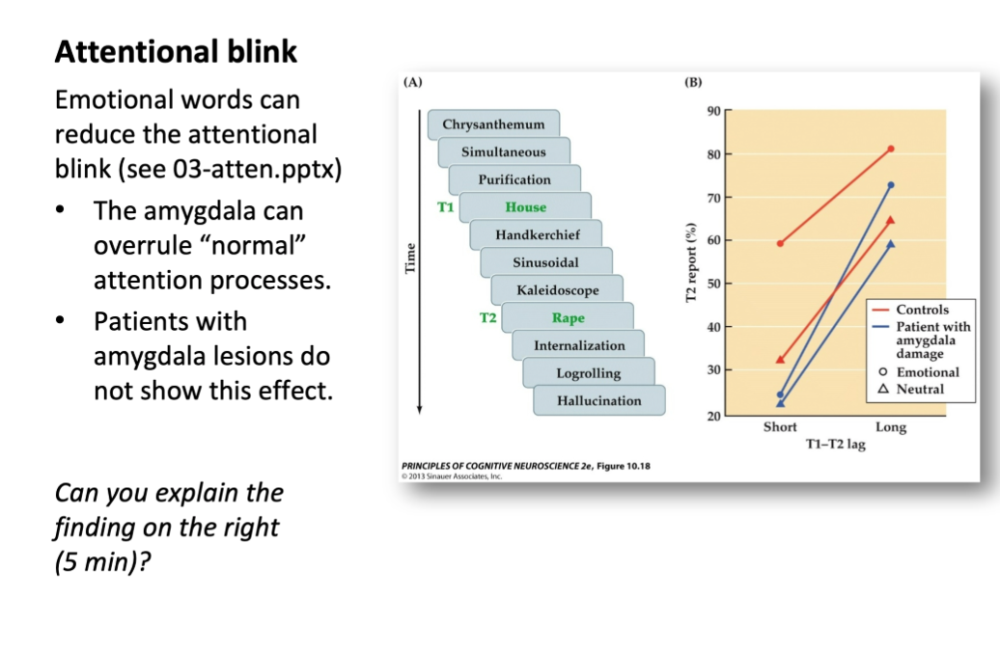 Attentional blink
Emotional words can
reduce the attentional
blink (see 03-atten.pptx)
• The amygdala can
overrule “normal”
attention processes.
• Patients with
amygdala lesions do
not show this effect.
Can you explain the
finding on the right
(5 min)?
(A)
Time
Chrysanthemum
Simultaneous
Purification
T1 House
Handkerchief
Sinusoidal
Kaleidoscope
T2 Rape
Internalization
Logrolling
Hallucination
(B)
T2 report (%)
90
80
70
60
50
40
30
20
Short Long
T1–T2 lag
Controls
Patient with
amygdala
damage
Emotional
Neutral
PRINCIPLES OF COGNITIVE NEUROSCIENCE 2e, Figure 10.18
© 2013 Sinauer Associates, Inc.